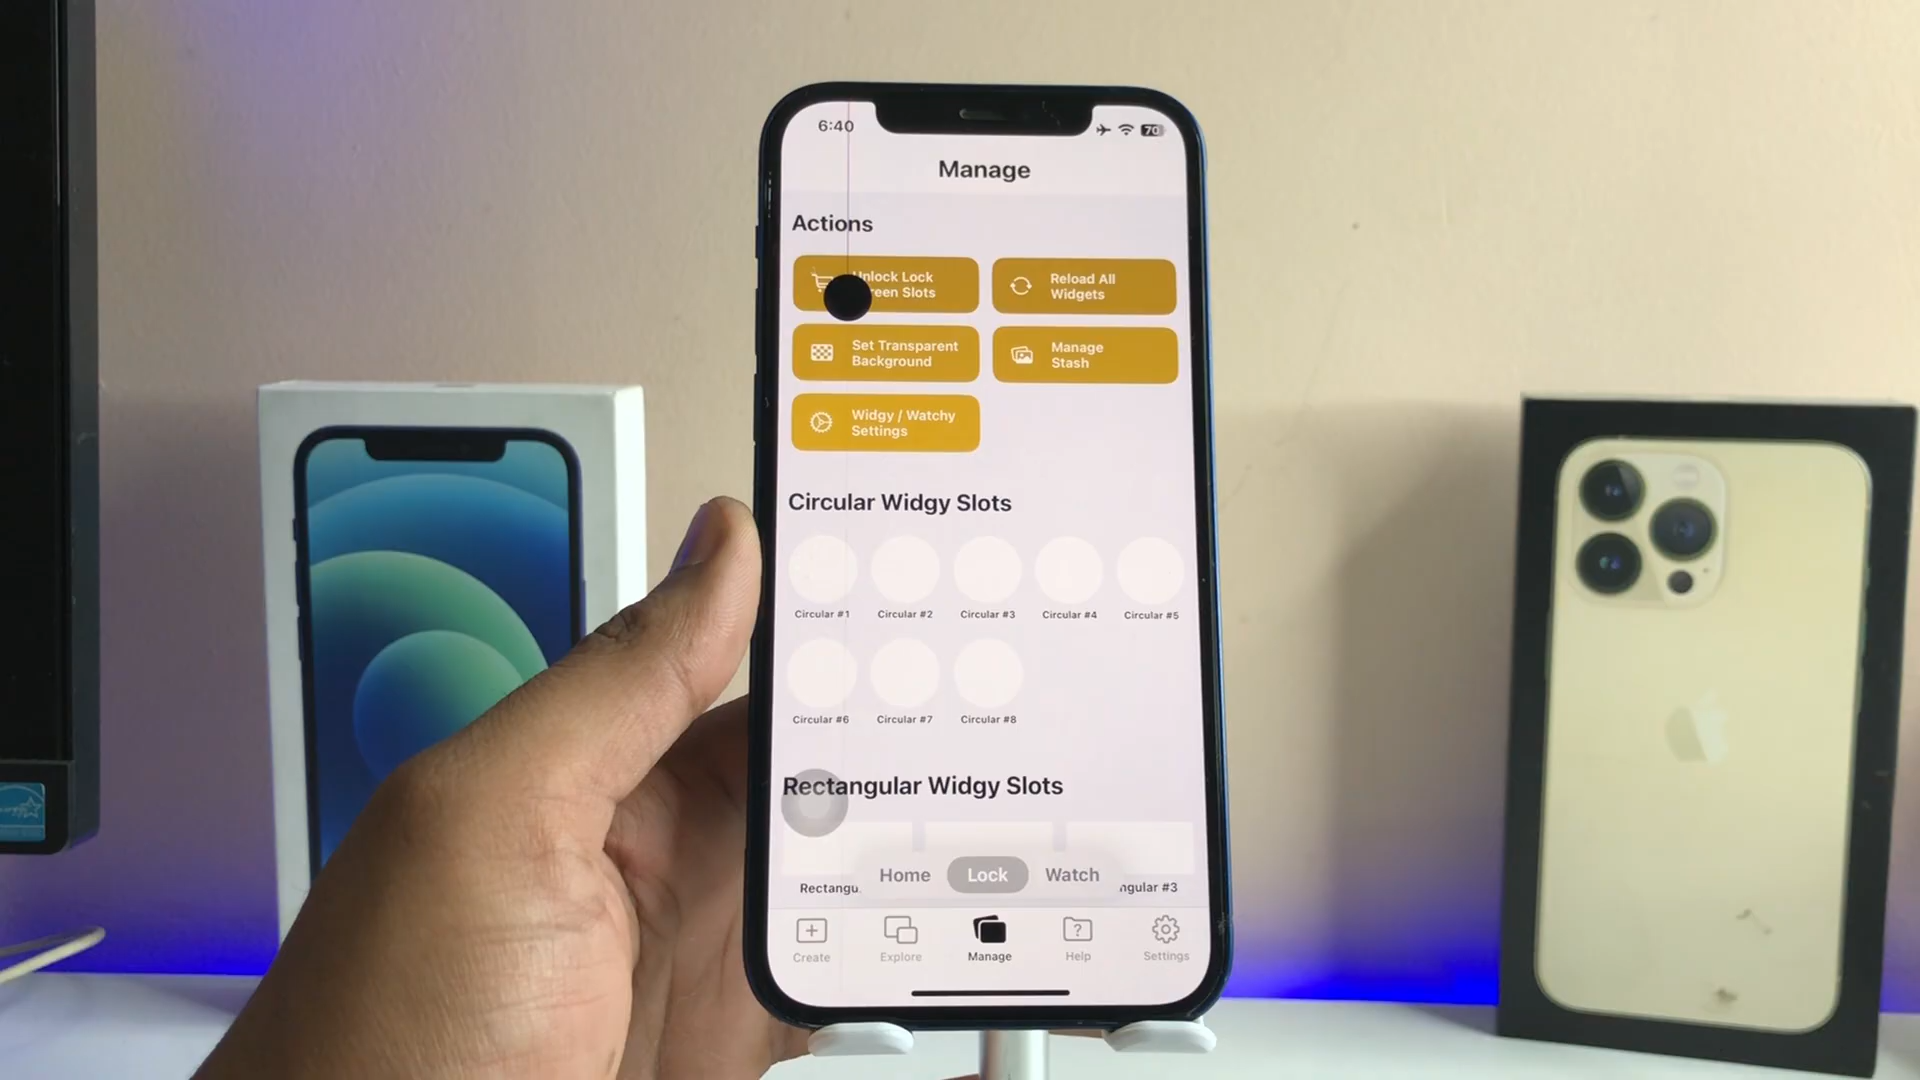 6:40
70
Manage
Actions
Unlock Lock
Slots
Reload All
Widgets
Set Transparent
Background
Manage
Stash
Widgy / Watchy
Settings
Circular Widgy Slots
Circular #1
Circular #2
Circular #3
Circular #4
Circular #5
Circular #6
Circular #7
Circular #8
Rectangular Widgy Slots
Rectangu
ngular #3
Home
Lock
Watch
?
Create
Explore
Manage
Help
Settings